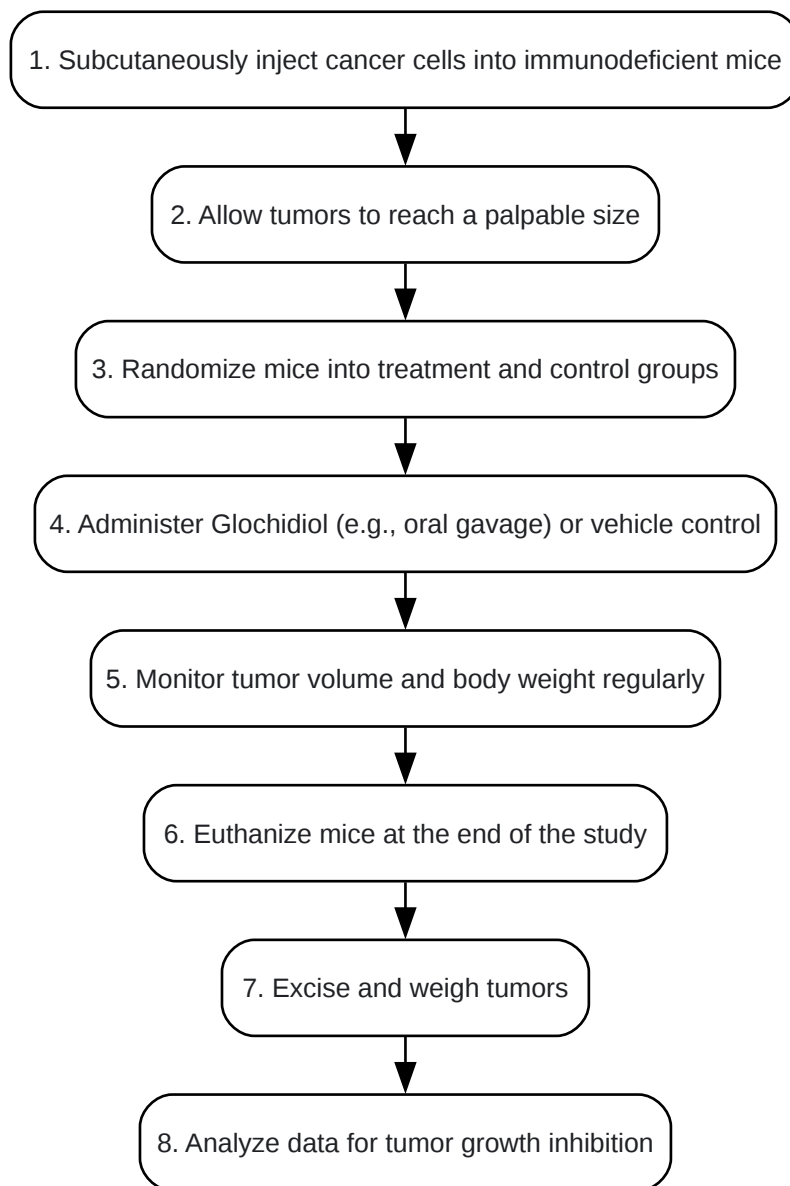 1. Subcutaneously inject cancer cells into immunodeficient mice
2. Allow tumors to reach a palpable size
3. Randomize mice into treatment and control groups
4. Administer Glochidiol (e.g., oral gavage) or vehicle control
5. Monitor tumor volume and body weight regularly
6. Euthanize mice at the end of the study
7. Excise and weigh tumors
8. Analyze data for tumor growth inhibition